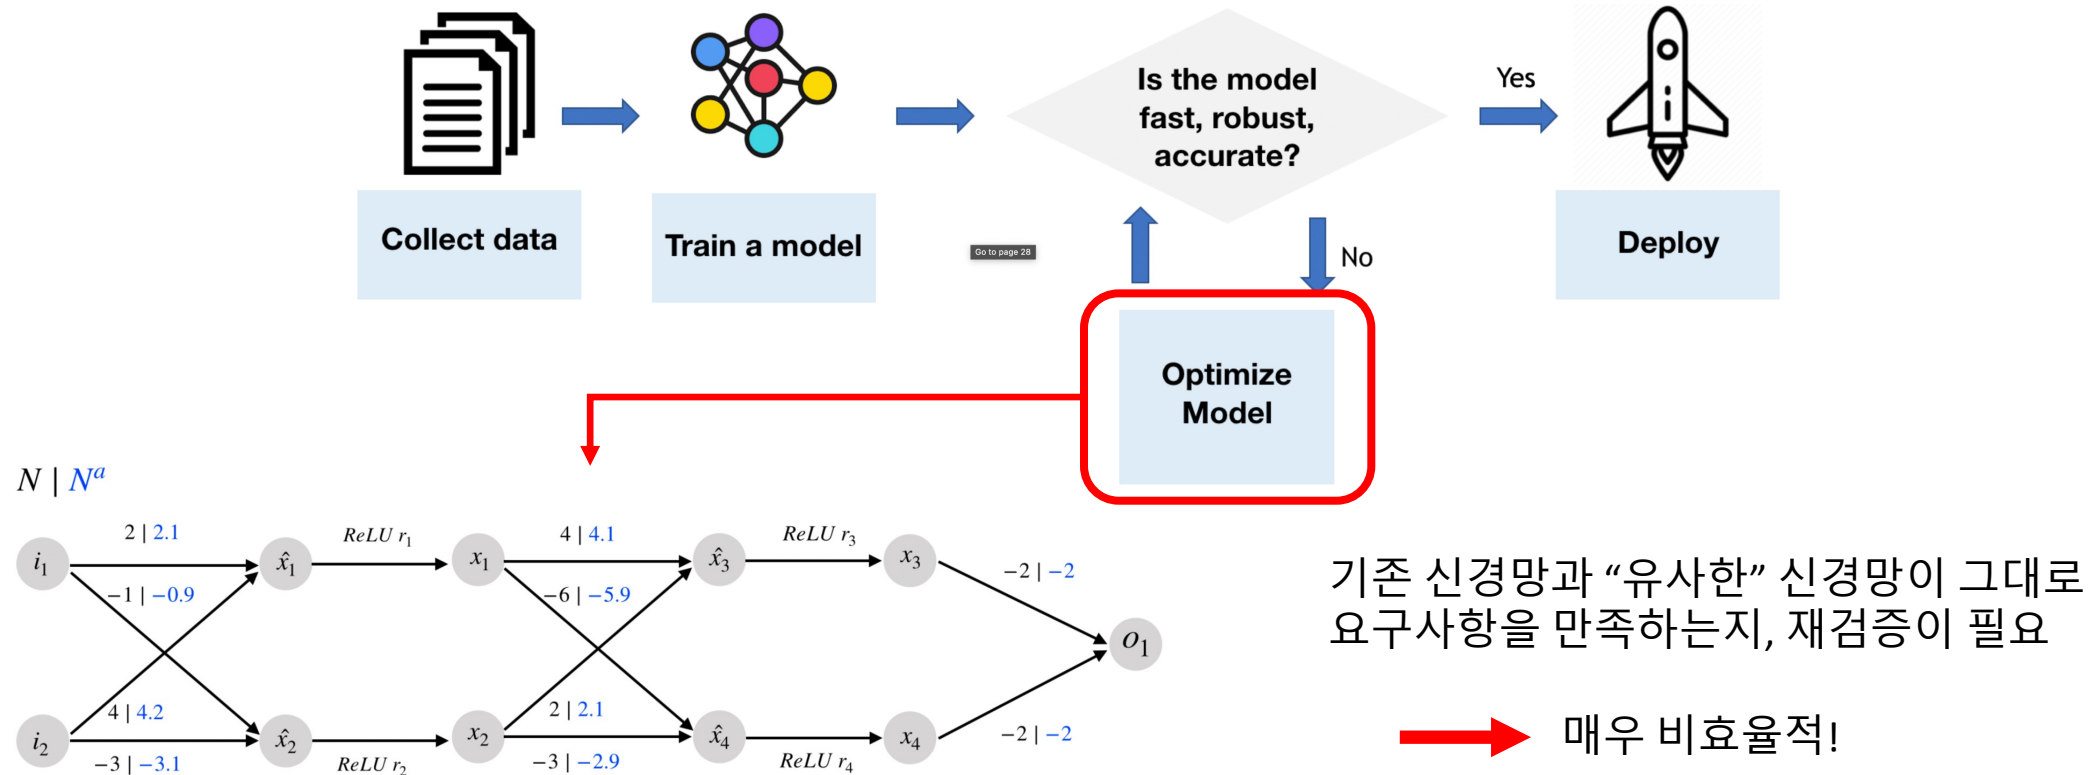 Is the model
fast, robust,
accurate?
Yes
Collect data
Train a model
Go to page 28
No
Deploy
Optimize
Model
N | Nᵃ
2 | 2.1
ReLU r₁
4 | 4.1
ReLU r₃
i₁
x̂₁
x₁
x̂₃
x₃
−2 | −2
−1 | −0.9
−6 | −5.9
o₁
4 | 4.2
2 | 2.1
i₂
x̂₂
x₂
x̂₄
x₄
−2 | −2
−3 | −3.1
ReLU r₂
−3 | −2.9
ReLU r₄
기존 신경망과 “유사한” 신경망이 그대로
요구사항을 만족하는지, 재검증이 필요
매우 비효율적!